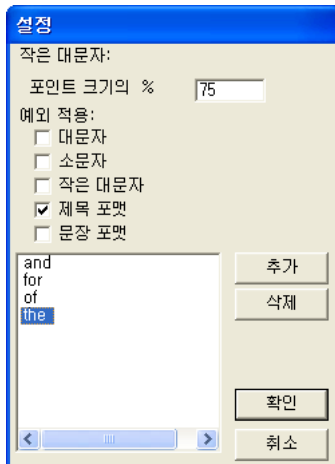 설정
작은 대문자:
포인트 크기의 % 75
예외 적용:
대문자
소문자
작은 대문자
제목 포맷
문장 포맷
and
for
of
the
추가
삭제
확인
취소